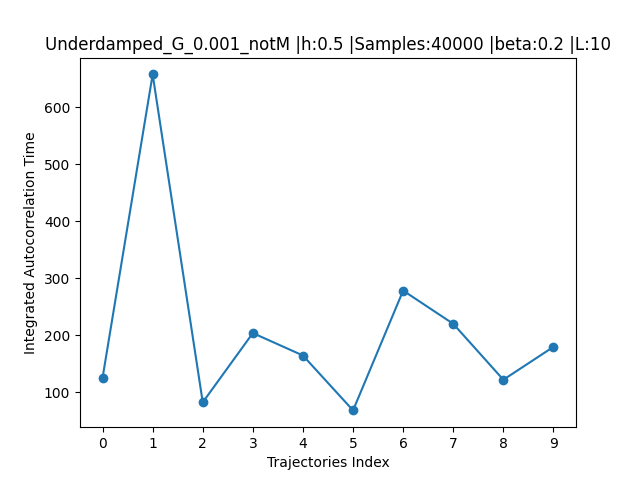 Underdamped_G_0.001_notM |h:0.5 |Samples:40000 |beta:0.2 |L:10
Integrated Autocorrelation Time
600
500
400
300
200
100
0 1 2 3 4 5 6 7 8 9
Trajectories Index